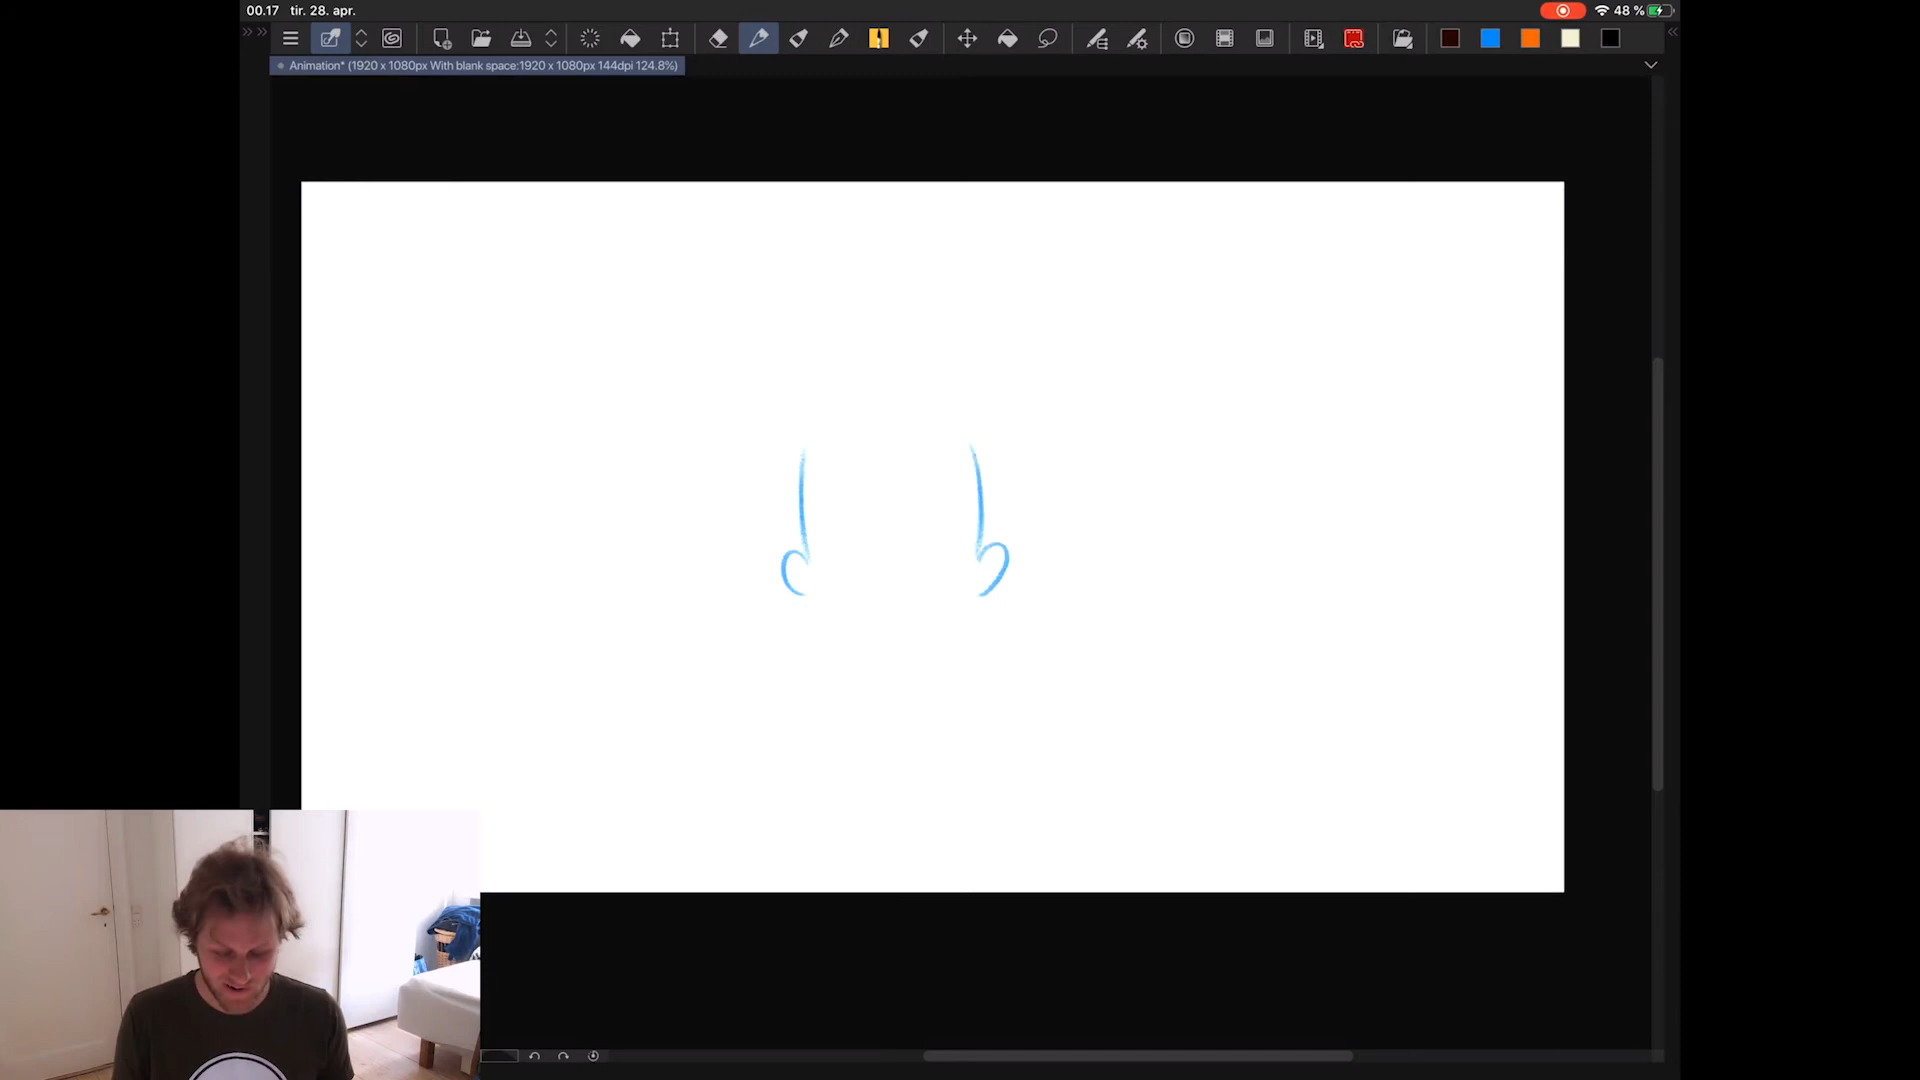 00.17 tir. 28. apr.
48 %
Animation* (1920 x 1080px With blank space:1920 x 1080px 144dpi 124.8%)